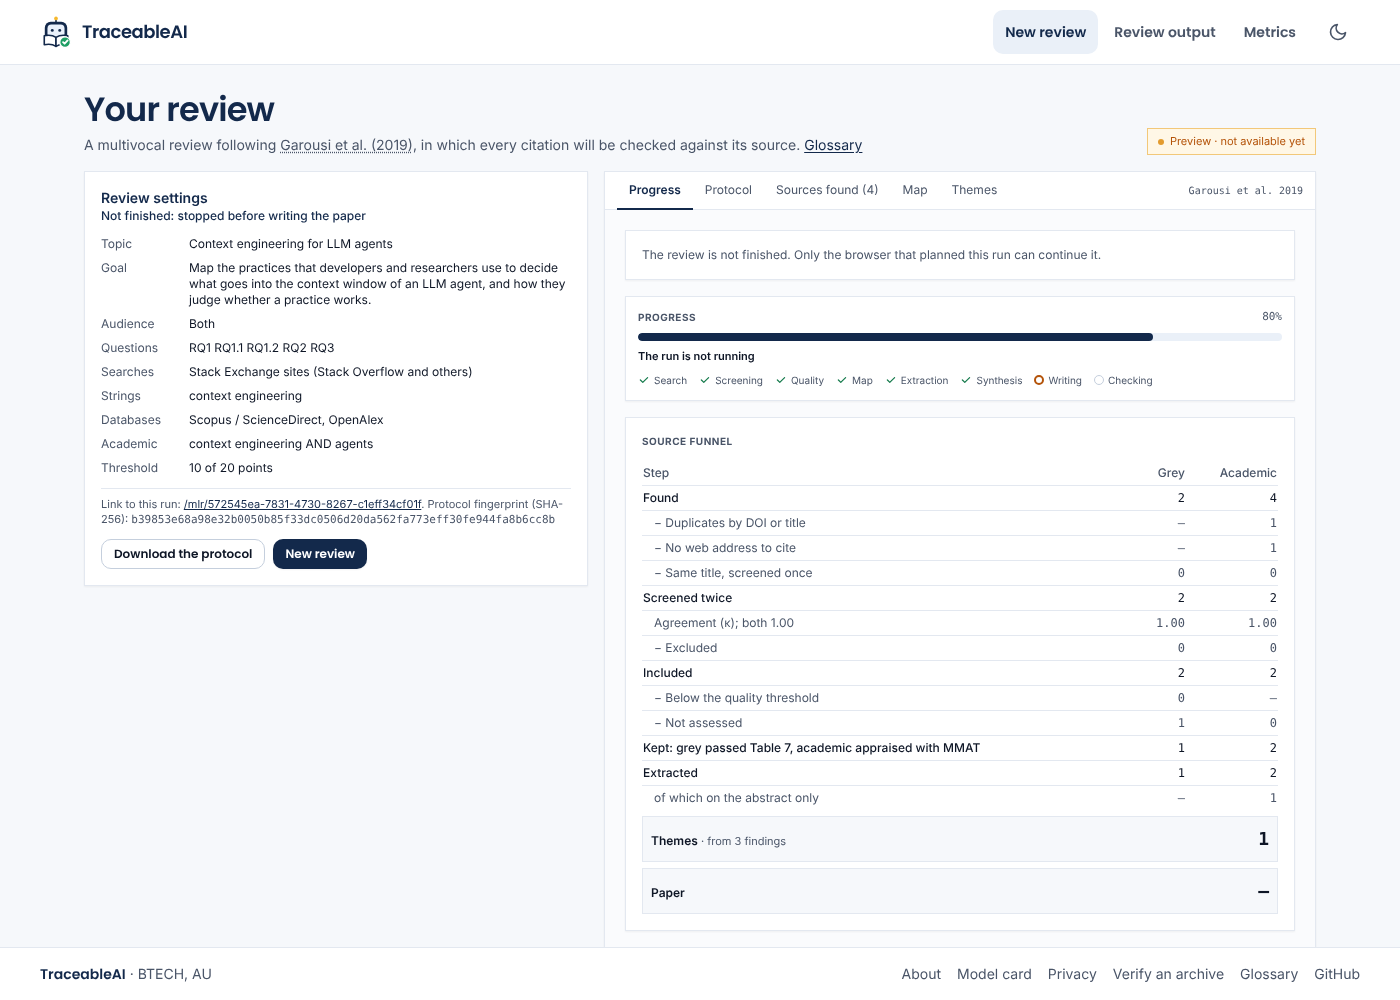 TraceableAI
New review
Review output
Metrics
Your review
A multivocal review following Garousi et al. (2019), in which every citation will be checked against its source. Glossary
Preview · not available yet
Review settings
Not finished: stopped before writing the paper
Topic Context engineering for LLM agents
Goal Map the practices that developers and researchers use to decide
what goes into the context window of an LLM agent, and how they
judge whether a practice works.
Audience Both
Questions RQ1 RQ1.1 RQ1.2 RQ2 RQ3
Searches Stack Exchange sites (Stack Overflow and others)
Strings context engineering
Databases Scopus / ScienceDirect, OpenAlex
Academic context engineering AND agents
Threshold 10 of 20 points
Link to this run: /mlr/572545ea-7831-4730-8267-c1eff34cf01f. Protocol fingerprint (SHA-
256): b39853e68a98e32b0050b85f33dc0506d20da562fa773eff30fe944fa8b6cc8b
Download the protocol
New review
Progress Protocol Sources found (4) Map Themes Garousi et al. 2019
The review is not finished. Only the browser that planned this run can continue it.
PROGRESS 80%
The run is not running
Search Screening Quality Map Extraction Synthesis Writing Checking
SOURCE FUNNEL
Step Grey Academic
Found 2 4
– Duplicates by DOI or title — 1
– No web address to cite — 1
– Same title, screened once 0 0
Screened twice 2 2
Agreement (κ); both 1.00 1.00 1.00
– Excluded 0 0
Included 2 2
– Below the quality threshold 0 —
– Not assessed 1 0
Kept: grey passed Table 7, academic appraised with MMAT 1 2
Extracted 1 2
of which on the abstract only — 1
Themes · from 3 findings 1
Paper —
TraceableAI · BTECH, AU
About Model card Privacy Verify an archive Glossary GitHub